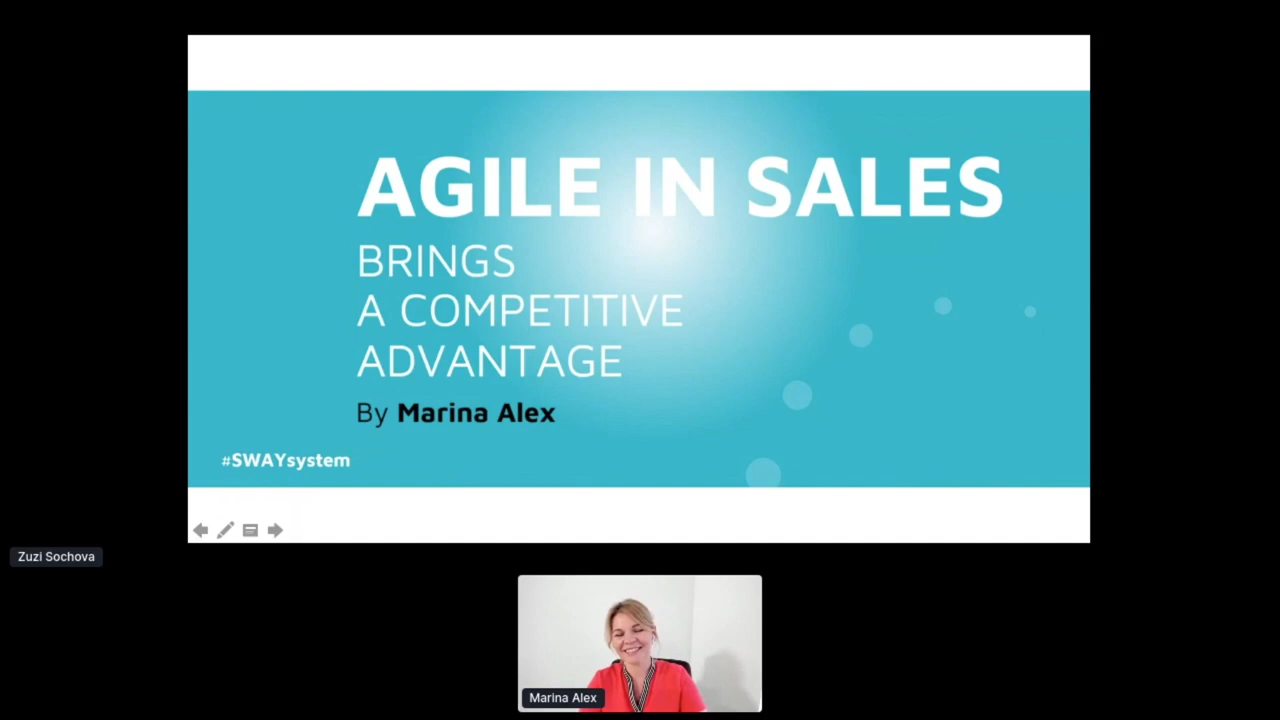 AGILE IN SALES
BRINGS
A COMPETITIVE
ADVANTAGE
By Marina Alex
#SWAYsystem
Zuzi Sochova
Marina Alex